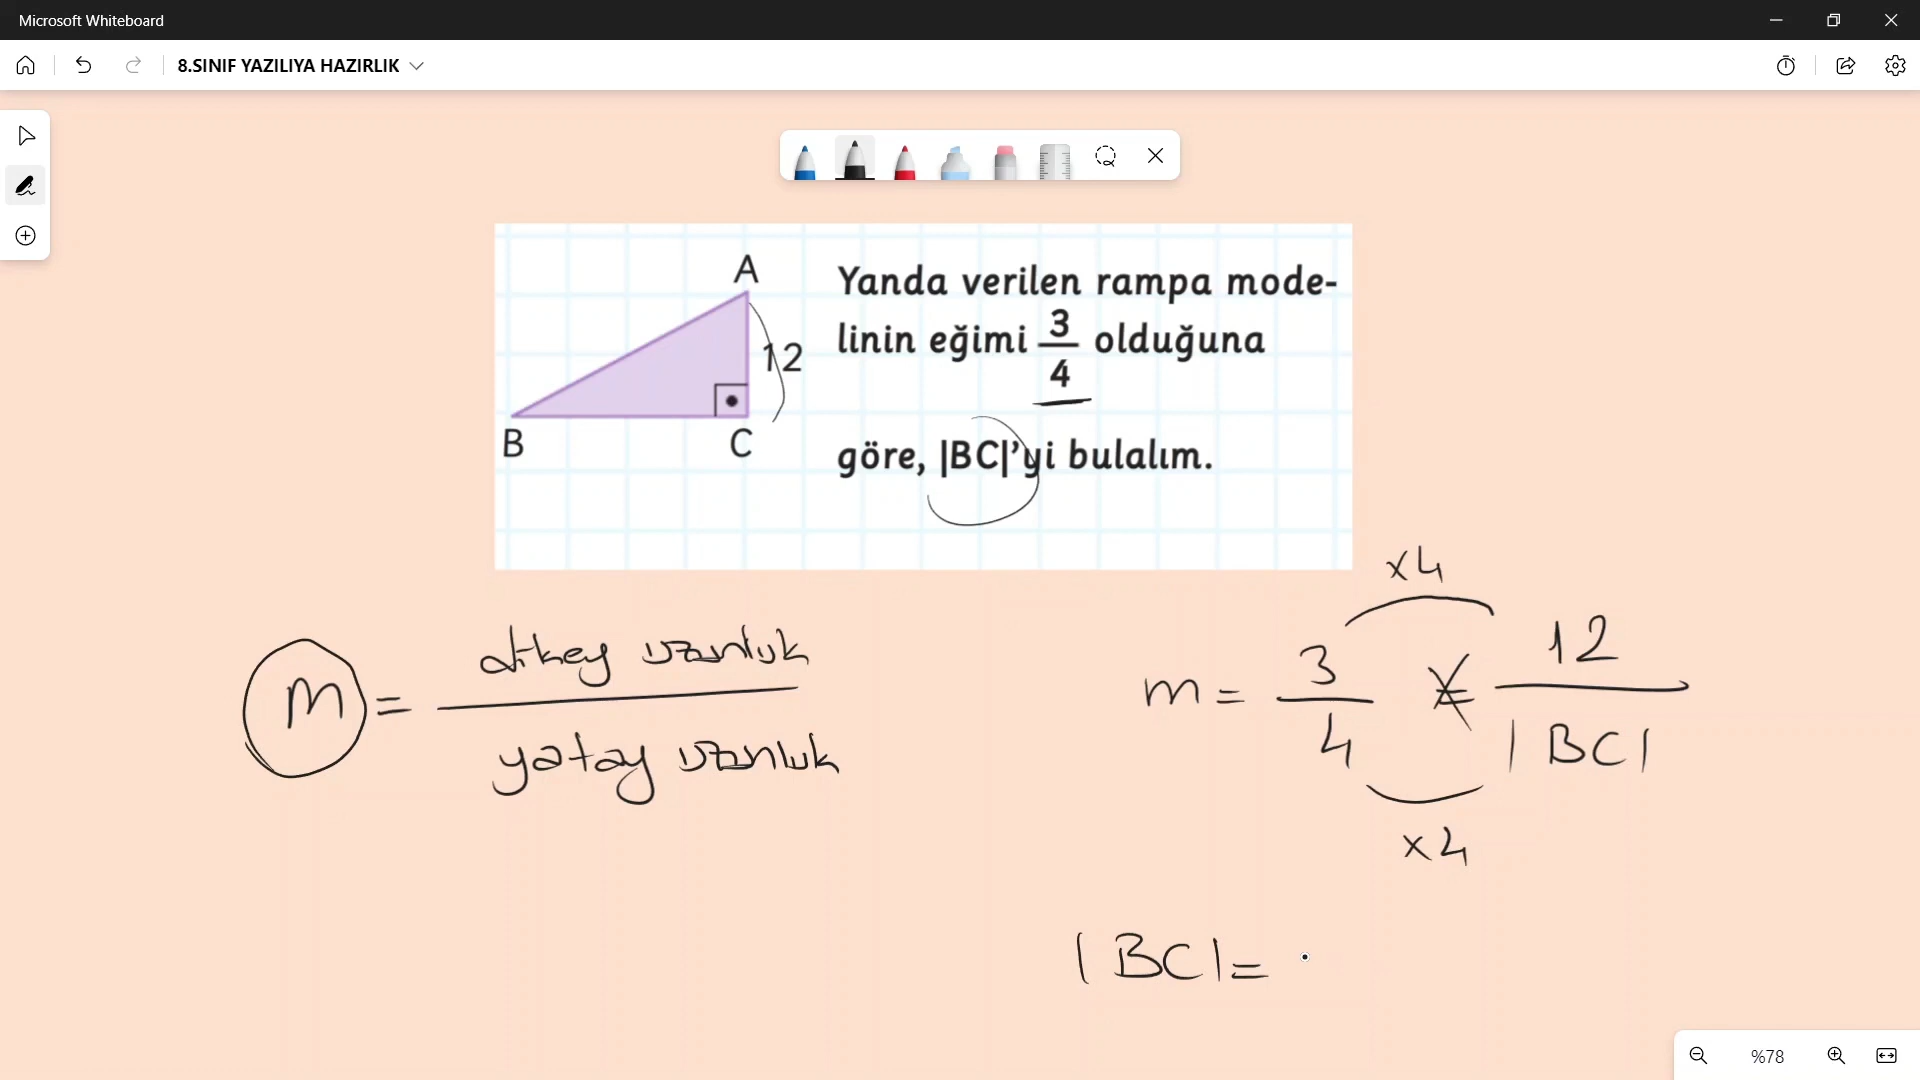 Microsoft Whiteboard
8.SINIF YAZILIYA HAZIRLIK
A
12
B
C
Yanda verilen rampa mode-
linin eğimi 3/4 olduğuna
göre, |BC|'yi bulalım.
m = dikey uzunluk / yatay uzunluk
x4
m = 3/4 = 12/|BC|
x4
|BC| =
%78